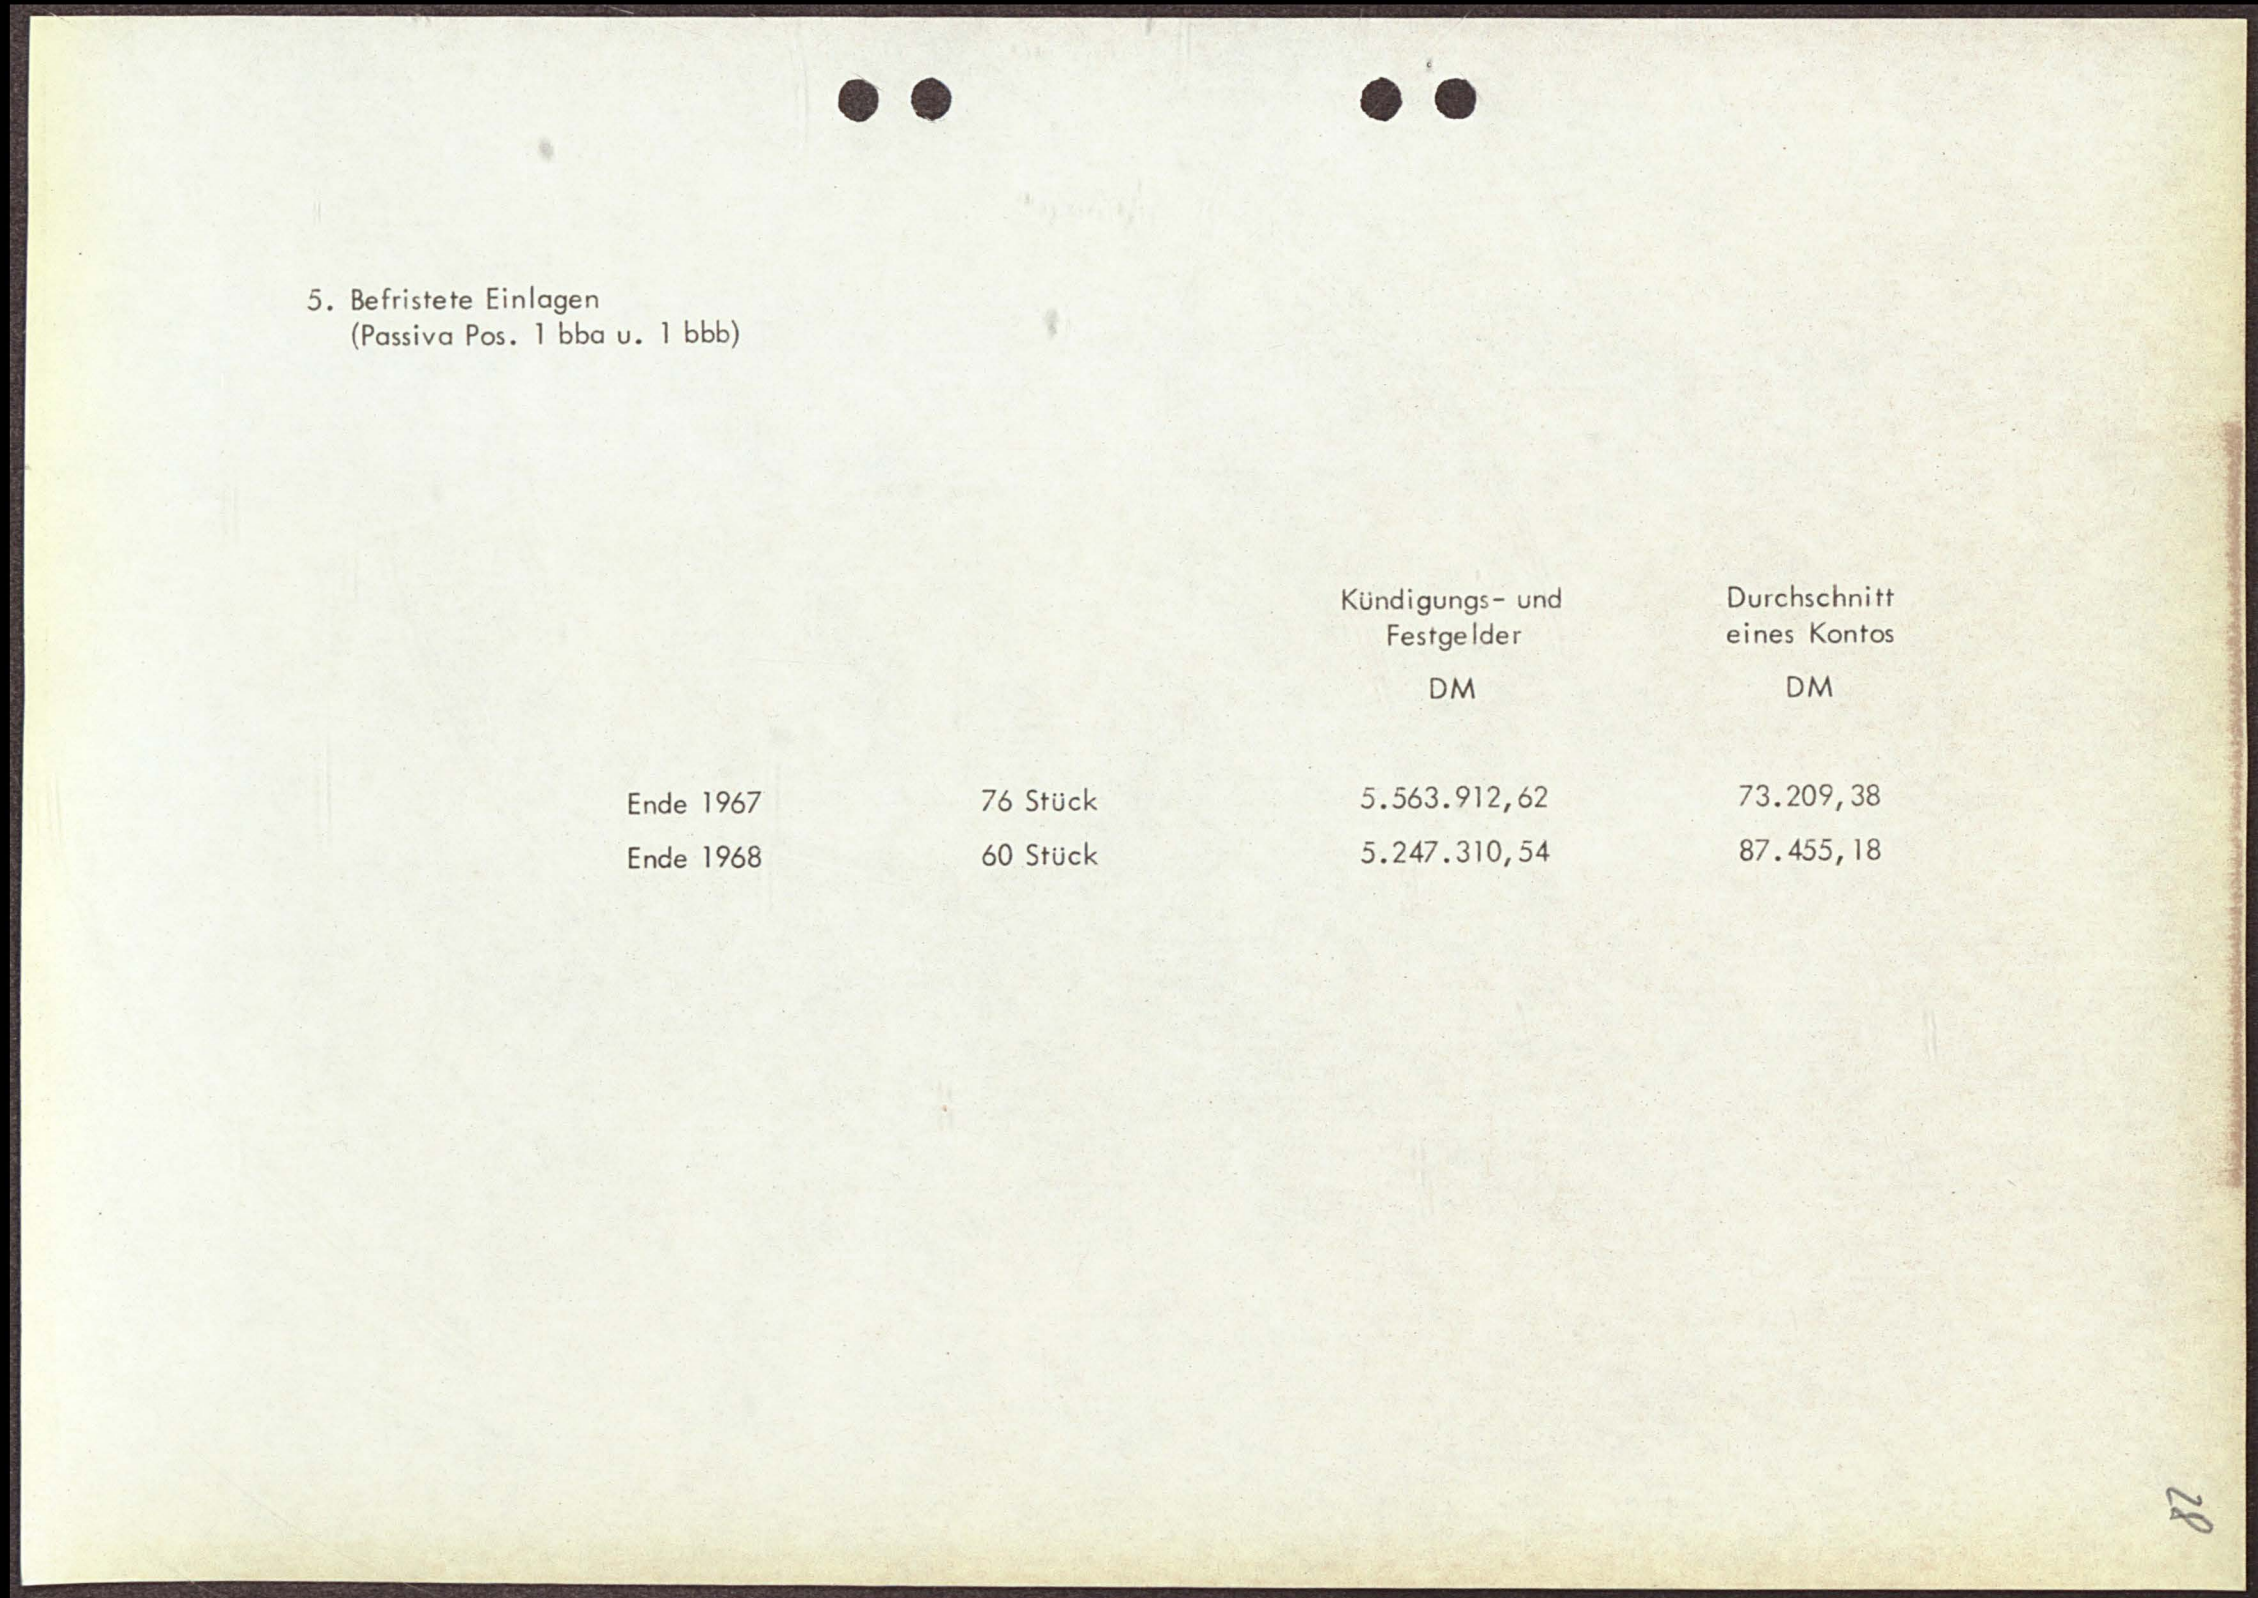 5. Befristete Einlagen
(Passiva Pos. 1 bba u. 1 bbb)
Kündigungs- und Durchschnitt
Festgelder eines Kontos
DM DM
Ende 1967 76 Stück 5.563.912,62 73.209,38
Ende 1968 60 Stück 5.247.310,54 87.455,18
28